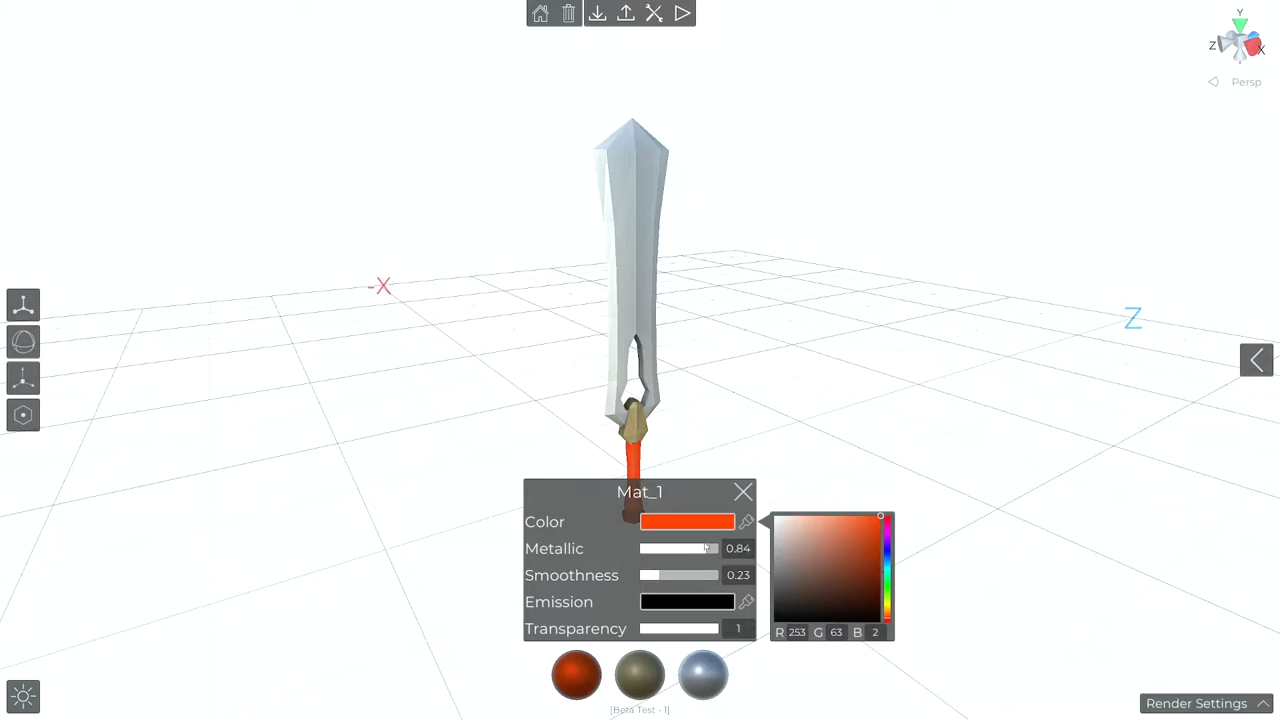 Y
Z
X
Persp
-X
Z
Mat_1
Color
Metallic 0.84
Smoothness 0.23
Emission
Transparency 1
R 253 G 63 B 2
[Beta Test - 1]
Render Settings